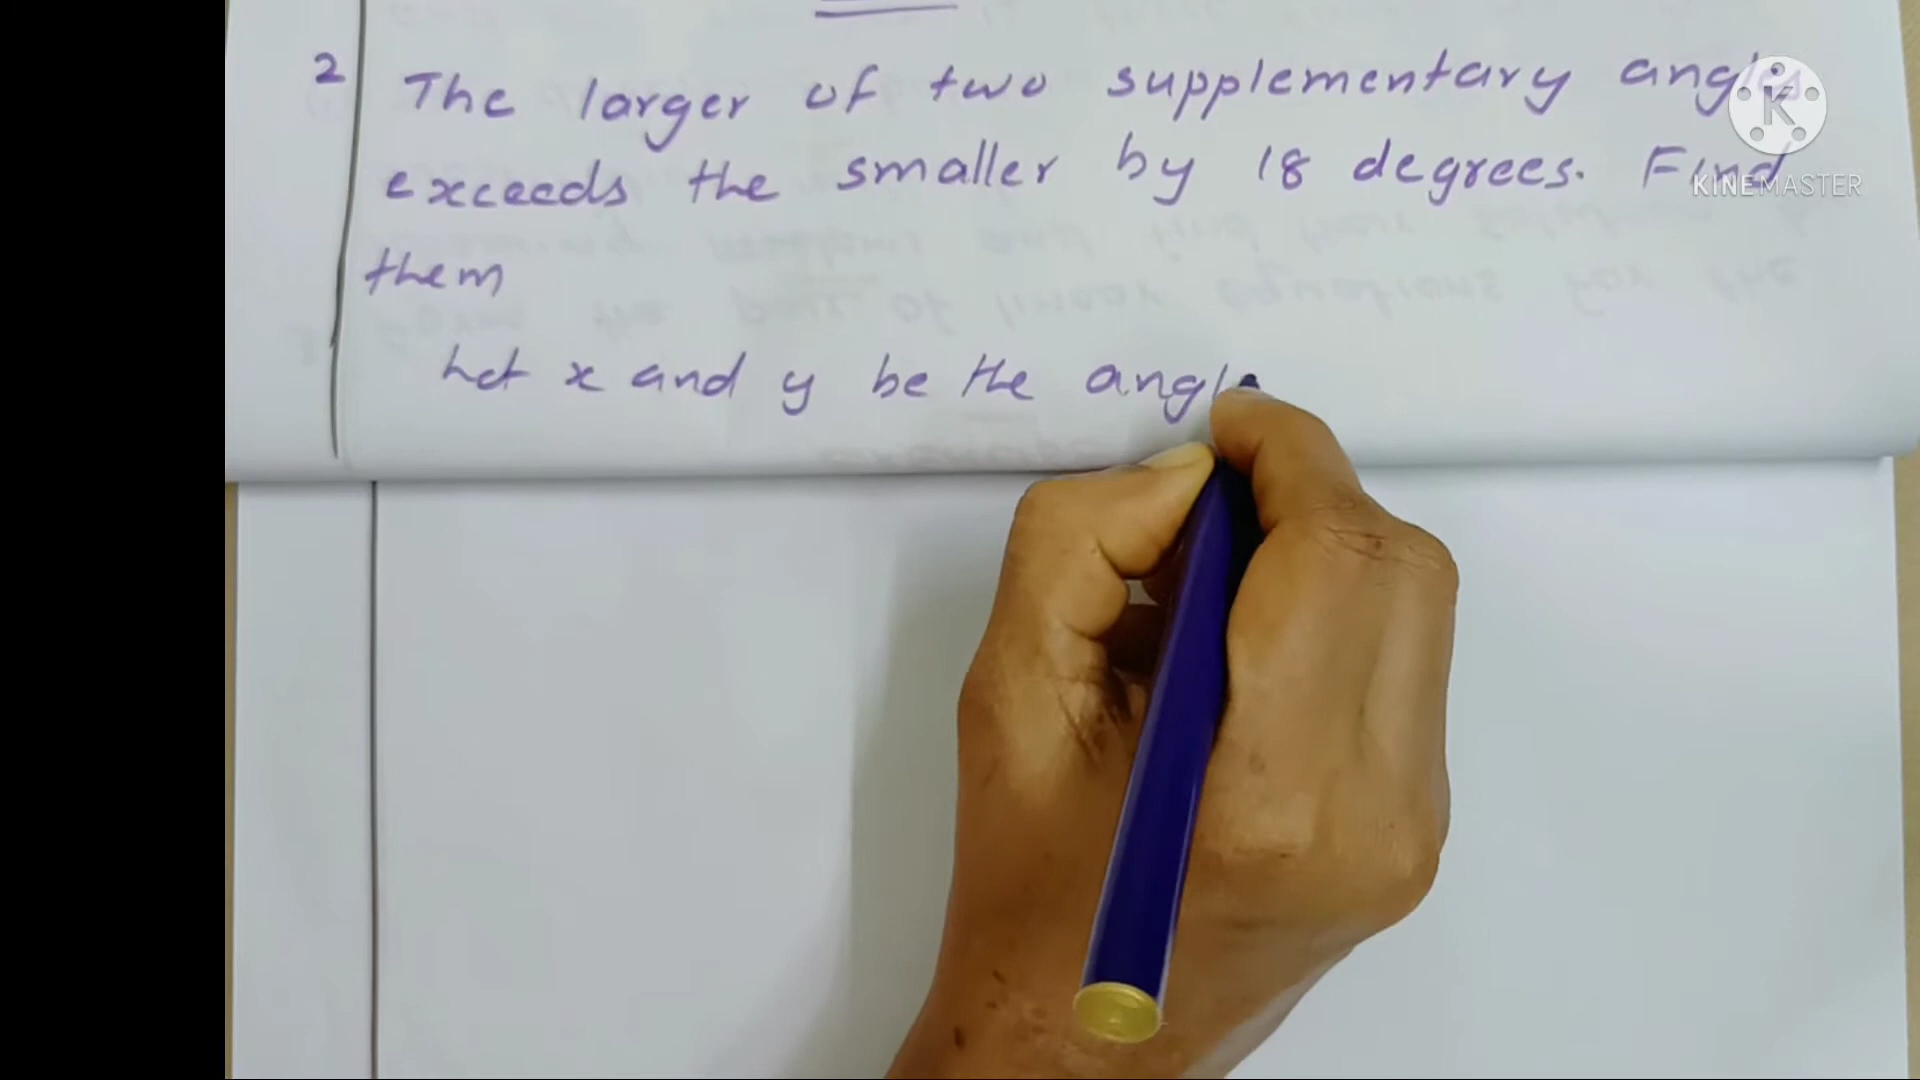 2 The larger of two supplementary angles
exceeds the smaller by 18 degrees. Find
them
Let x and y be the angl
K
KINEMASTER